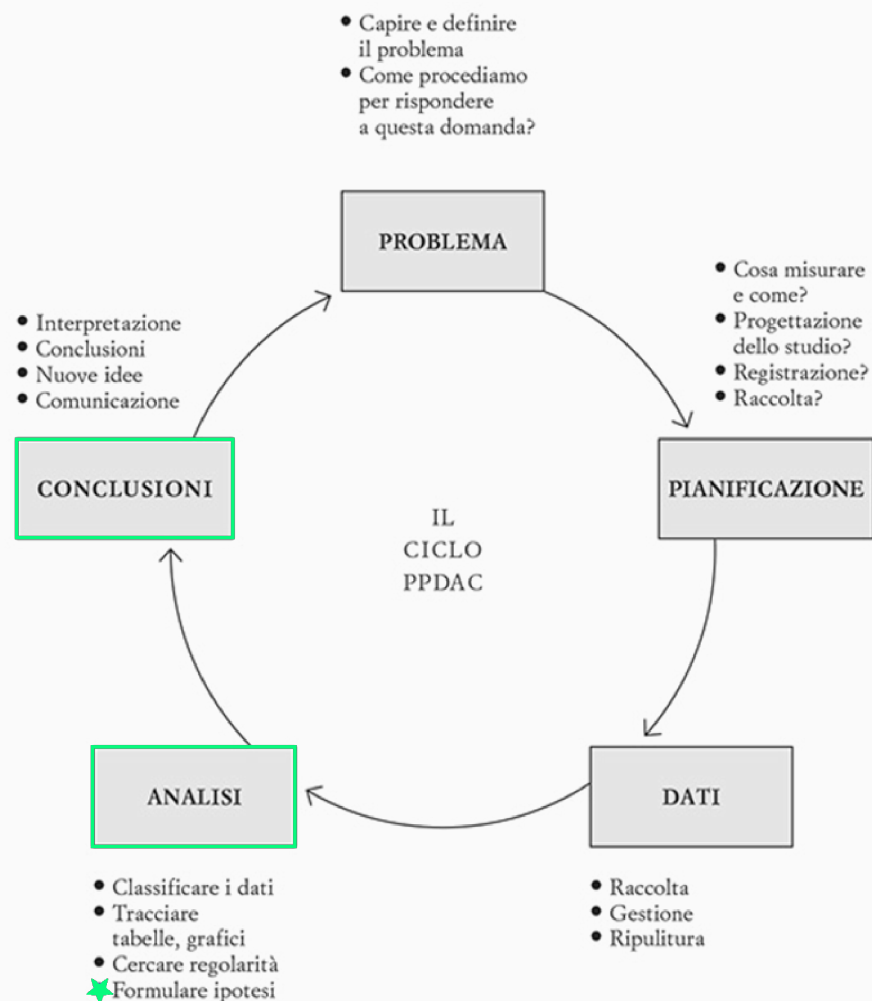 • Capire e definire
il problema
• Come procediamo
per rispondere
a questa domanda?
PROBLEMA
• Cosa misurare
e come?
• Progettazione
dello studio?
• Registrazione?
• Raccolta?
PIANIFICAZIONE
• Interpretazione
• Conclusioni
• Nuove idee
• Comunicazione
CONCLUSIONI
IL
CICLO
PPDAC
DATI
• Raccolta
• Gestione
• Ripulitura
ANALISI
• Classificare i dati
• Tracciare
tabelle, grafici
• Cercare regolarità
Formulare ipotesi